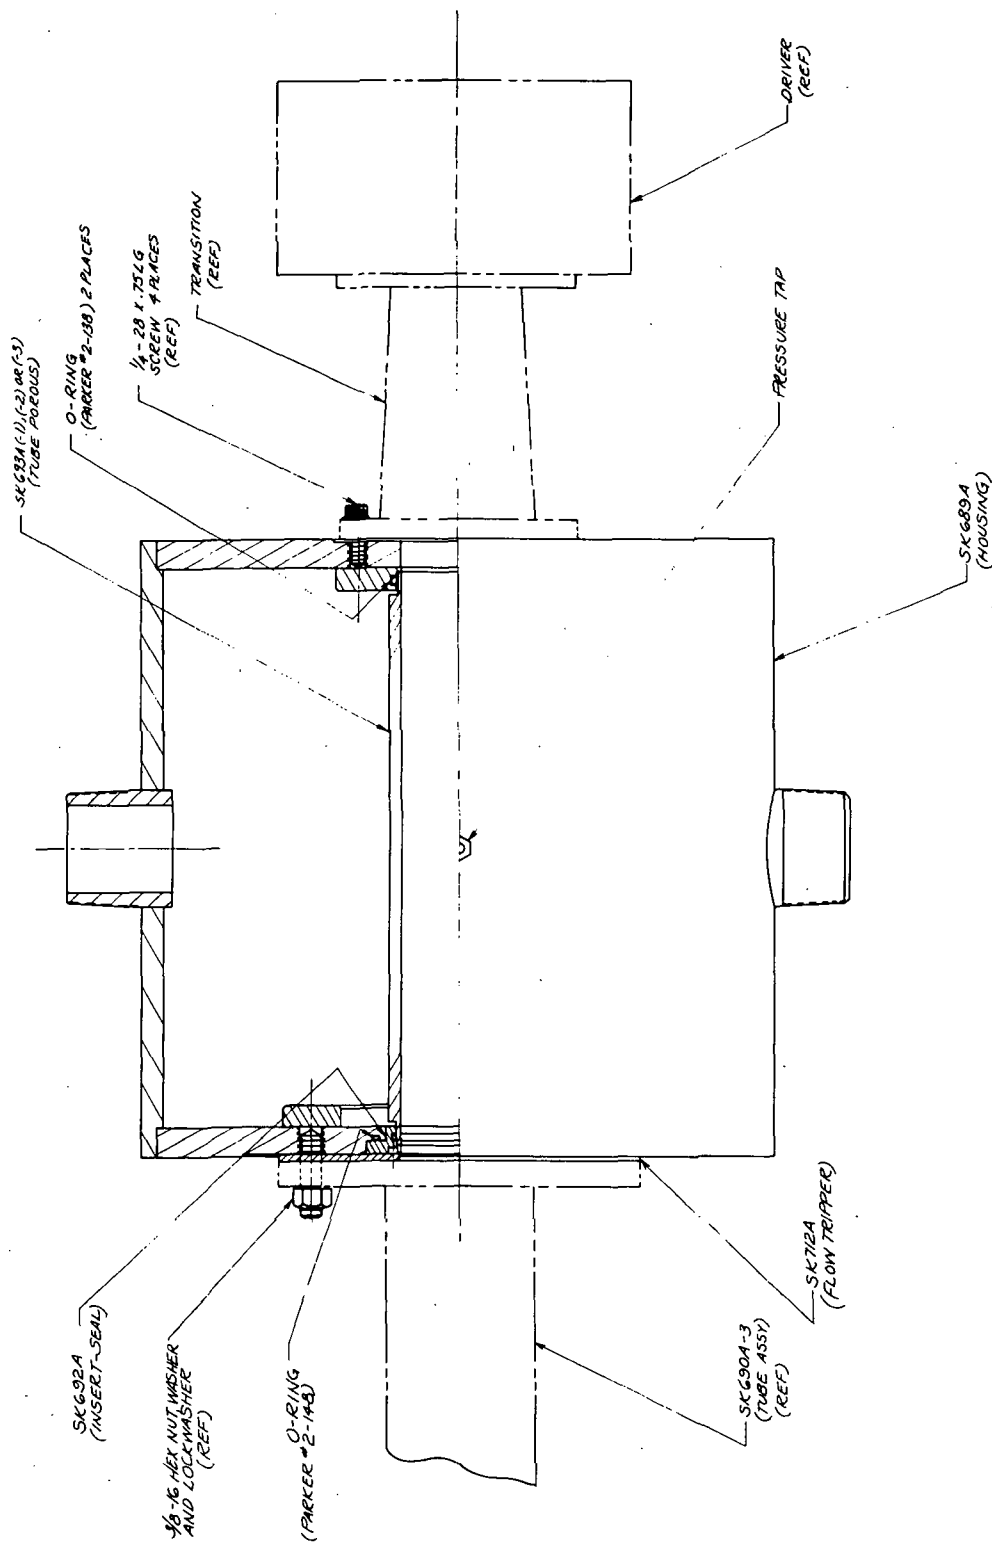 SK693A (-1), (-2) OR (-3)
(TUBE POROUS)
O-RING
(PARKER #2-138) 2 PLACES
1/4-28 X .75 LG
SCREW 4 PLACES
(REF)
TRANSITION
(REF)
DRIVER
(REF)
PRESSURE TAP
SK689A
(HOUSING)
SK692A
(INSERT-SEAL)
3/8-16 HEX NUT WASHER
AND LOCKWASHER
(REF)
O-RING
(PARKER #2-148)
SK690A-3
(TUBE ASSY)
(REF)
SK712A
(FLOW TRIPPER)